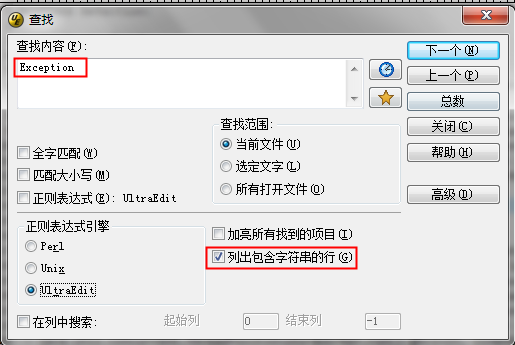 查找
查找内容(F):
Exception
下一个(N)
上一个(P)
总数
关闭(C)
帮助(H)
高级(D)
全字匹配(W)
匹配大小写(M)
正则表达式(E): UltraEdit
查找范围:
当前文件(U)
选定文字(L)
所有打开文件(O)
正则表达式引擎
Perl
Unix
UltraEdit
加亮所有找到的项目(I)
列出包含字符串的行(G)
在列中搜索: 起始列 0 结束列 -1